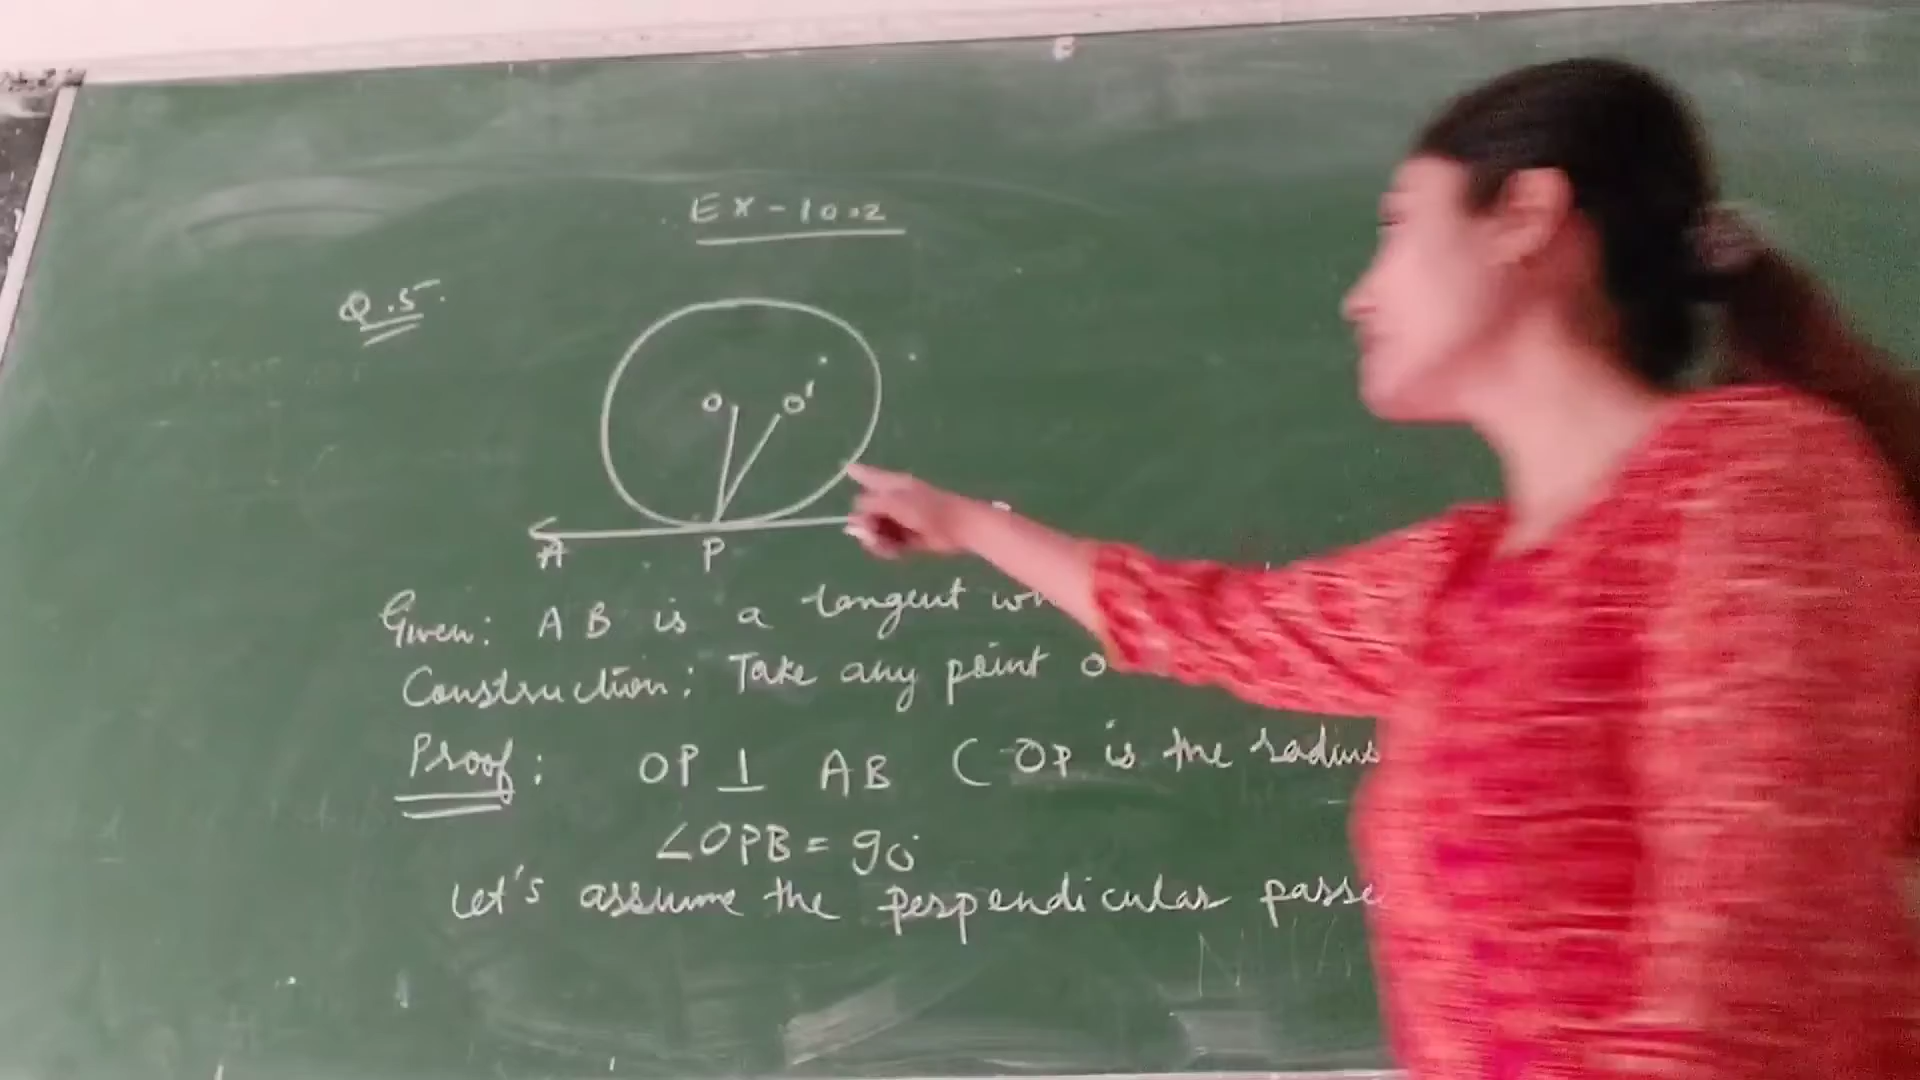 EX-10.2
Q.5.
O O'
A P
Given: AB is a tangent
Construction: Take any point
Proof: OP ⊥ AB ( OP is the radius
∠OPB = 90°
Let's assume the perpendicular